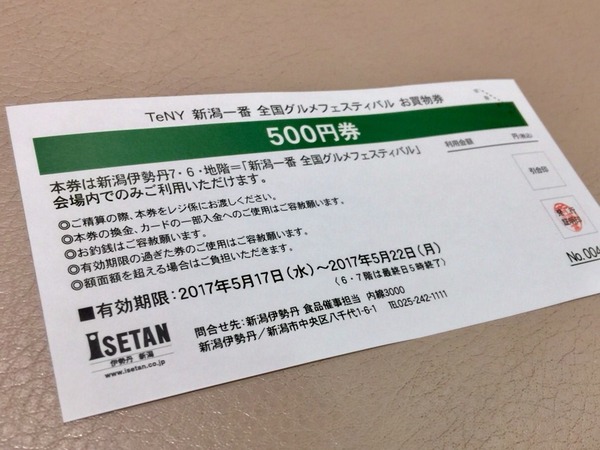 TeNY 新潟一番 全国グルメフェスティバル お買物券
500円券
利用金額 円(税込)
本券は新潟伊勢丹7・6・地階=「新潟一番 全国グルメフェスティバル」
会場内でのみご利用いただけます。
◎ご精算の際、本券をレジ係にお渡しください。
◎本券の換金、カードの一部入金へのご使用はご容赦願います。
◎お釣銭はご容赦願います。
◎有効期限の過ぎた券のご使用はご容赦願います。
◎額面額を超える場合はご負担いただきます。
引合印
■有効期限:2017年5月17日(水)~2017年5月22日(月)
(6・7階は最終日5時終了)
No.004
ISETAN
伊勢丹 新潟
www.isetan.co.jp
問合せ先:新潟伊勢丹 食品催事担当 内線3000
新潟伊勢丹/新潟市中央区八千代1-6-1 TEL025-242-1111